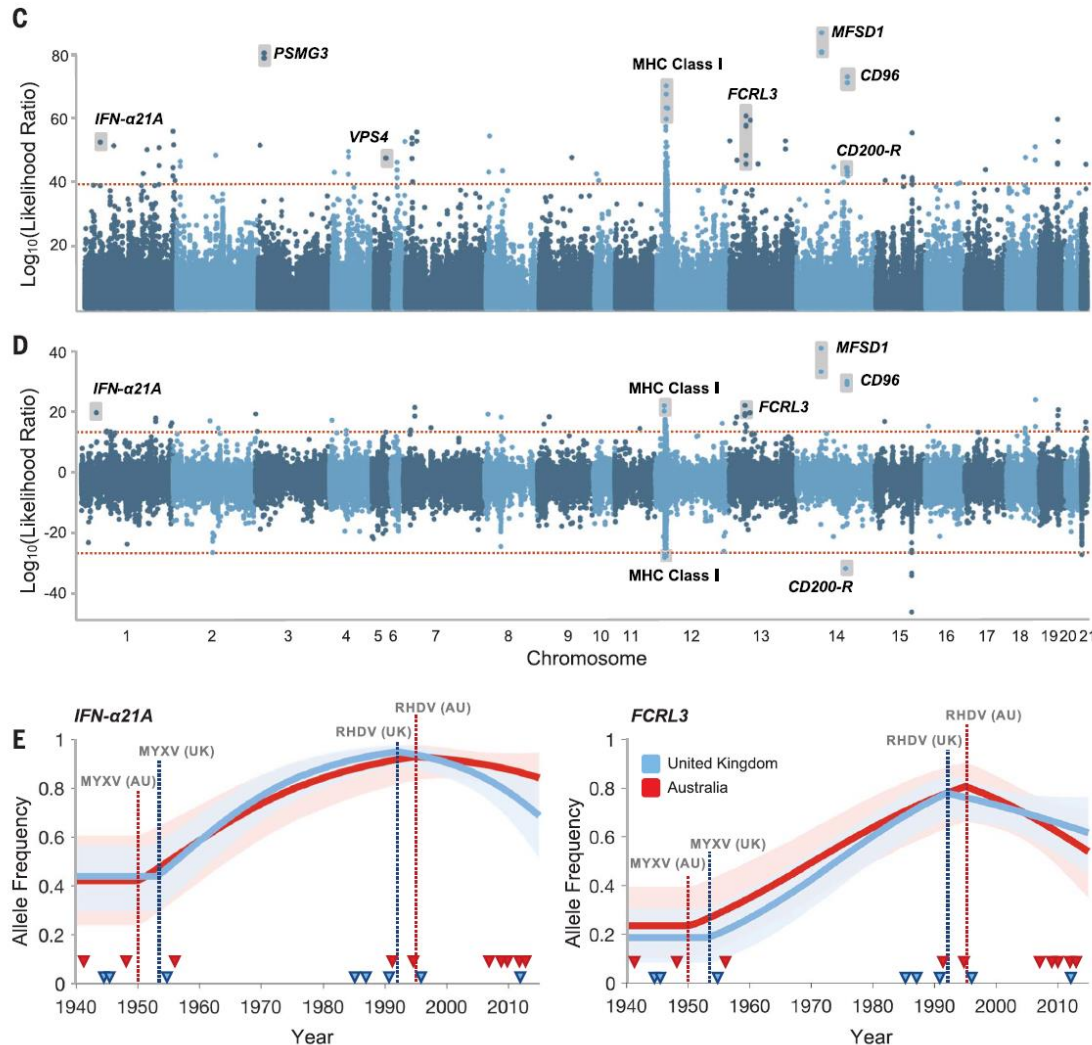 C
MFSD1
80
PSMG3
MHC Class I
CD96
IFN-α21A
FCRL3
60
VPS4
CD200-R
40
20
Log10(Likelihood Ratio)
D
40
MFSD1
IFN-α21A
MHC Class I
CD96
20
FCRL3
0
-20
MHC Class I
CD200-R
-40
Log10(Likelihood Ratio)
1 2 3 4 5 6 7 8 9 10 11 12 13 14 15 16 17 18 19 20 21
Chromosome
E
IFN-α21A
RHDV (AU)
RHDV (UK)
MYXV (UK)
MYXV (AU)
1
0.8
0.6
0.4
0.2
0
Allele Frequency
1940 1950 1960 1970 1980 1990 2000 2010
Year
FCRL3
RHDV (AU)
RHDV (UK)
United Kingdom
Australia
MYXV (UK)
MYXV (AU)
1
0.8
0.6
0.4
0.2
0
Allele Frequency
1940 1950 1960 1970 1980 1990 2000 2010
Year